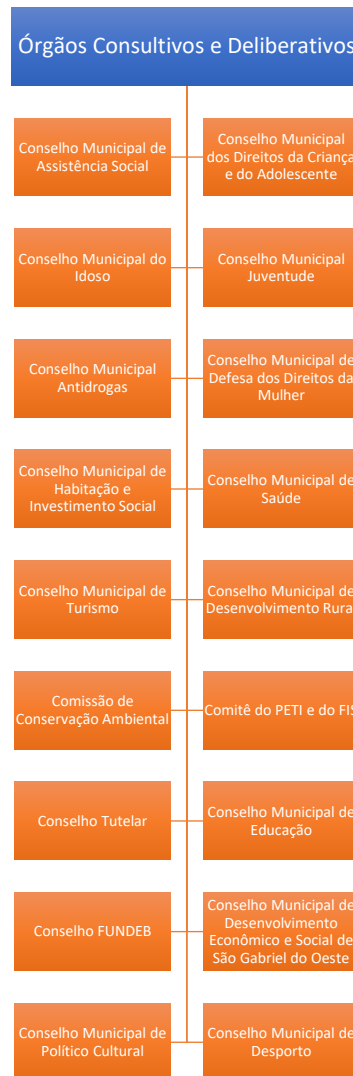 Órgãos Consultivos e Deliberativos
Conselho Municipal de
Assistência Social
Conselho Municipal
dos Direitos da Criança
e do Adolescente
Conselho Municipal do
Idoso
Conselho Municipal
Juventude
Conselho Municipal
Antidrogas
Conselho Municipal de
Defesa dos Direitos da
Mulher
Conselho Municipal de
Habitação e
Investimento Social
Conselho Municipal de
Saúde
Conselho Municipal de
Turismo
Conselho Municipal de
Desenvolvimento Rural
Comissão de
Conservação Ambiental
Comitê do PETI e do FIS
Conselho Tutelar
Conselho Municipal de
Educação
Conselho FUNDEB
Conselho Municipal de
Desenvolvimento
Econômico e Social de
São Gabriel do Oeste
Conselho Municipal de
Político Cultural
Conselho Municipal de
Desporto